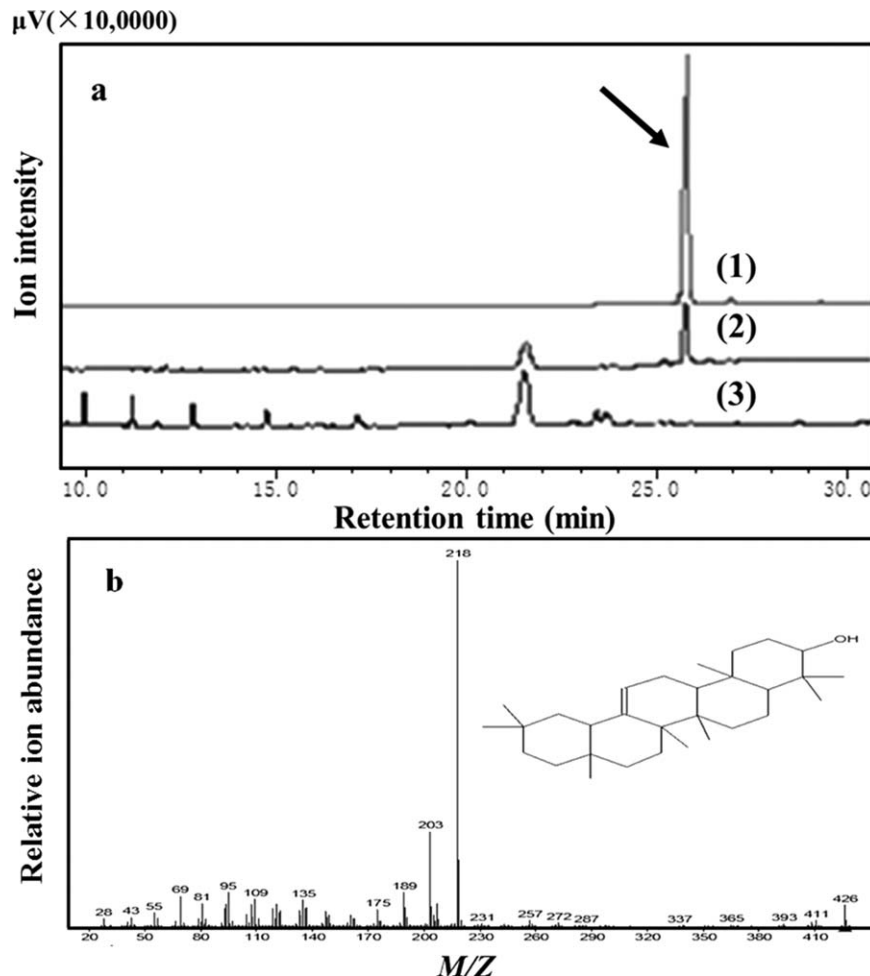 μV(×10,0000)
a
Ion intensity
(1)
(2)
(3)
10.0 15.0 20.0 25.0 30.0
Retention time (min)
b
Relative ion abundance
218
OH
203
28 43 55 69 81 95 109 135 175 189 231 257 272 287 337 365 393 411 426
20 50 80 110 140 170 200 230 260 290 320 350 380 410
M/Z